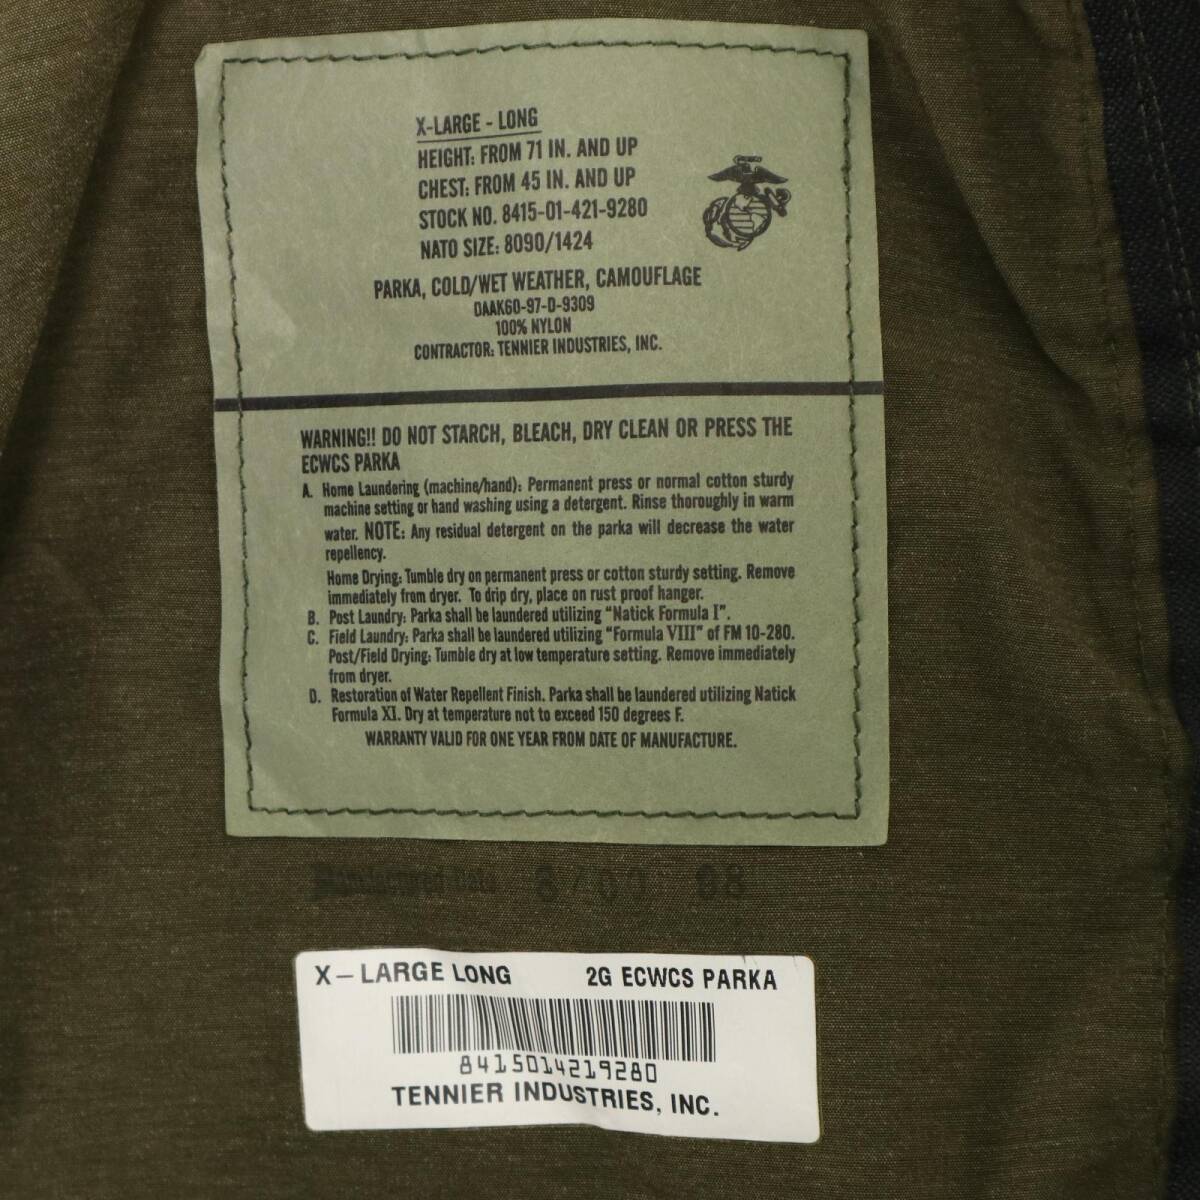 X-LARGE - LONG
HEIGHT: FROM 71 IN. AND UP
CHEST: FROM 45 IN. AND UP
STOCK NO. 8415-01-421-9280
NATO SIZE: 8090/1424
PARKA, COLD/WET WEATHER, CAMOUFLAGE
DAAK60-97-D-9309
100% NYLON
CONTRACTOR: TENNIER INDUSTRIES, INC.
WARNING!! DO NOT STARCH, BLEACH, DRY CLEAN OR PRESS THE
ECWCS PARKA
A. Home Laundering (machine/hand): Permanent press or normal cotton sturdy
machine setting or hand washing using a detergent. Rinse thoroughly in warm
water. NOTE: Any residual detergent on the parka will decrease the water
repellency.
Home Drying: Tumble dry on permanent press or cotton sturdy setting. Remove
immediately from dryer. To drip dry, place on rust proof hanger.
B. Post Laundry: Parka shall be laundered utilizing "Natick Formula I".
C. Field Laundry: Parka shall be laundered utilizing "Formula VIII" of FM 10-280.
Post/Field Drying: Tumble dry at low temperature setting. Remove immediately
from dryer.
D. Restoration of Water Repellent Finish. Parka shall be laundered utilizing Natick
Formula XI. Dry at temperature not to exceed 150 degrees F.
WARRANTY VALID FOR ONE YEAR FROM DATE OF MANUFACTURE.
Manufactured Date 8/00 08
X-LARGE LONG 2G ECWCS PARKA
8415014219280
TENNIER INDUSTRIES, INC.